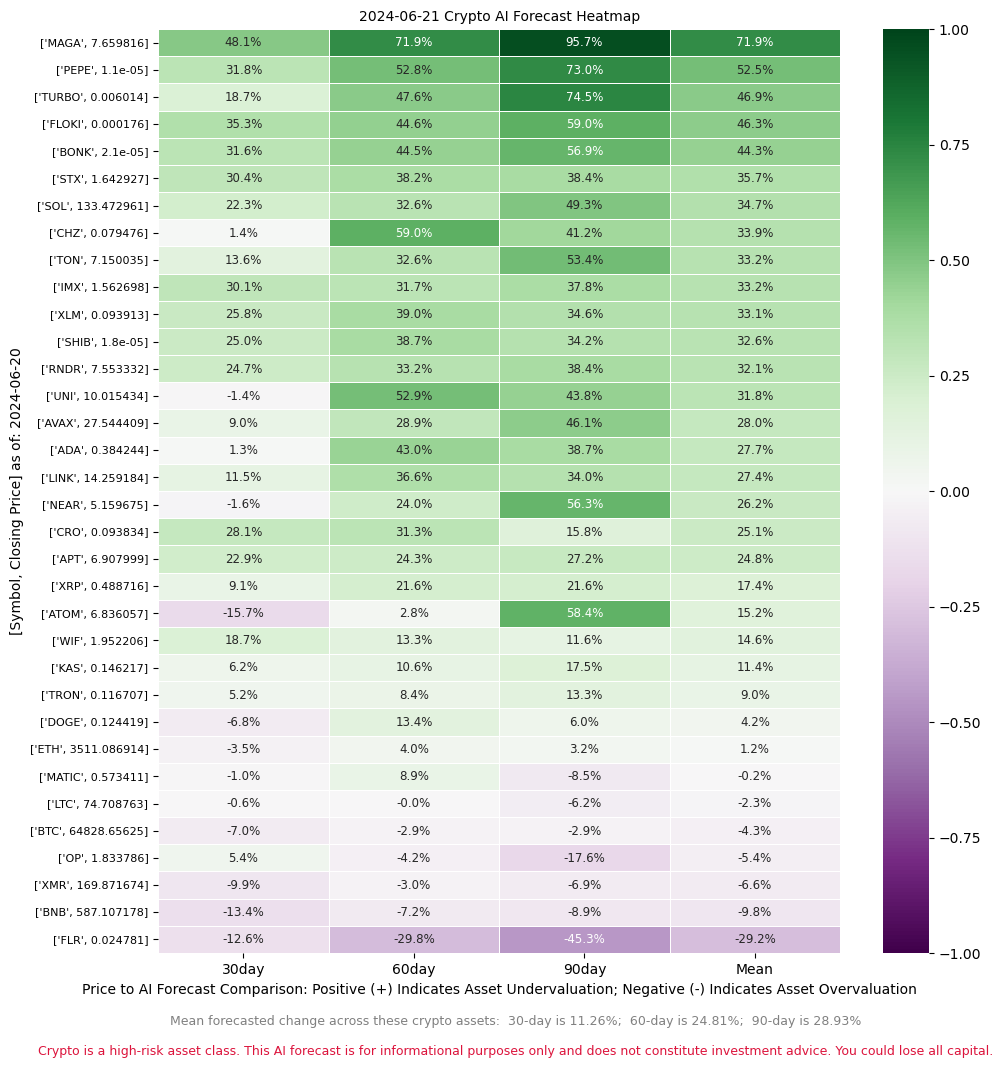 2024-06-21 Crypto AI Forecast Heatmap
['MAGA', 7.659816] 48.1% 71.9% 95.7% 71.9%
['PEPE', 1.1e-05] 31.8% 52.8% 73.0% 52.5%
['TURBO', 0.006014] 18.7% 47.6% 74.5% 46.9%
['FLOKI', 0.000176] 35.3% 44.6% 59.0% 46.3%
['BONK', 2.1e-05] 31.6% 44.5% 56.9% 44.3%
['STX', 1.642927] 30.4% 38.2% 38.4% 35.7%
['SOL', 133.472961] 22.3% 32.6% 49.3% 34.7%
['CHZ', 0.079476] 1.4% 59.0% 41.2% 33.9%
['TON', 7.150035] 13.6% 32.6% 53.4% 33.2%
['IMX', 1.562698] 30.1% 31.7% 37.8% 33.2%
['XLM', 0.093913] 25.8% 39.0% 34.6% 33.1%
['SHIB', 1.8e-05] 25.0% 38.7% 34.2% 32.6%
['RNDR', 7.553332] 24.7% 33.2% 38.4% 32.1%
['UNI', 10.015434] -1.4% 52.9% 43.8% 31.8%
['AVAX', 27.544409] 9.0% 28.9% 46.1% 28.0%
['ADA', 0.384244] 1.3% 43.0% 38.7% 27.7%
['LINK', 14.259184] 11.5% 36.6% 34.0% 27.4%
['NEAR', 5.159675] -1.6% 24.0% 56.3% 26.2%
['CRO', 0.093834] 28.1% 31.3% 15.8% 25.1%
['APT', 6.907999] 22.9% 24.3% 27.2% 24.8%
['XRP', 0.488716] 9.1% 21.6% 21.6% 17.4%
['ATOM', 6.836057] -15.7% 2.8% 58.4% 15.2%
['WIF', 1.952206] 18.7% 13.3% 11.6% 14.6%
['KAS', 0.146217] 6.2% 10.6% 17.5% 11.4%
['TRON', 0.116707] 5.2% 8.4% 13.3% 9.0%
['DOGE', 0.124419] -6.8% 13.4% 6.0% 4.2%
['ETH', 3511.086914] -3.5% 4.0% 3.2% 1.2%
['MATIC', 0.573411] -1.0% 8.9% -8.5% -0.2%
['LTC', 74.708763] -0.6% -0.0% -6.2% -2.3%
['BTC', 64828.65625] -7.0% -2.9% -2.9% -4.3%
['OP', 1.833786] 5.4% -4.2% -17.6% -5.4%
['XMR', 169.871674] -9.9% -3.0% -6.9% -6.6%
['BNB', 587.107178] -13.4% -7.2% -8.9% -9.8%
['FLR', 0.024781] -12.6% -29.8% -45.3% -29.2%
[Symbol, Closing Price] as of: 2024-06-20
30day 60day 90day Mean
1.00
0.75
0.50
0.25
0.00
−0.25
−0.50
−0.75
−1.00
Price to AI Forecast Comparison: Positive (+) Indicates Asset Undervaluation; Negative (-) Indicates Asset Overvaluation
Mean forecasted change across these crypto assets: 30-day is 11.26%; 60-day is 24.81%; 90-day is 28.93%
Crypto is a high-risk asset class. This AI forecast is for informational purposes only and does not constitute investment advice. You could lose all capital.